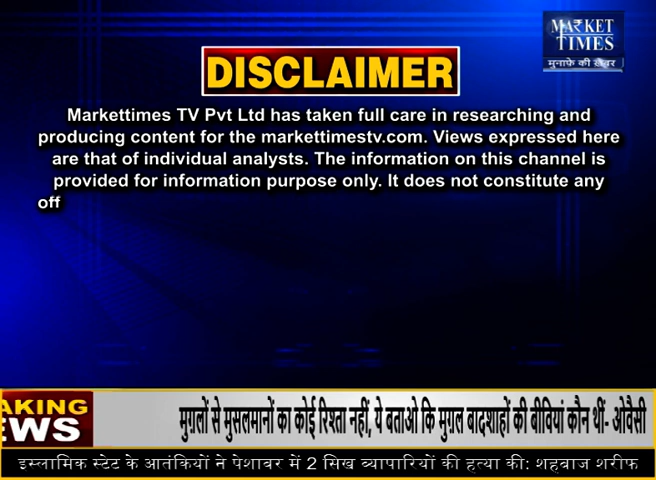 MARKET
TIMES
मुनाफे की खबर
DISCLAIMER
Markettimes TV Pvt Ltd has taken full care in researching and
producing content for the markettimestv.com. Views expressed here
are that of individual analysts. The information on this channel is
provided for information purpose only. It does not constitute any
off
AKING
EWS
मुग़लों से मुसलमानों का कोई रिश्ता नहीं, ये बताओ कि मुग़ल बादशाहों की बीवियां कौन थीं- ओवैसी
इस्लामिक स्टेट के आतंकियों ने पेशावर में 2 सिख व्यापारियों की हत्या की: शहबाज शरीफ